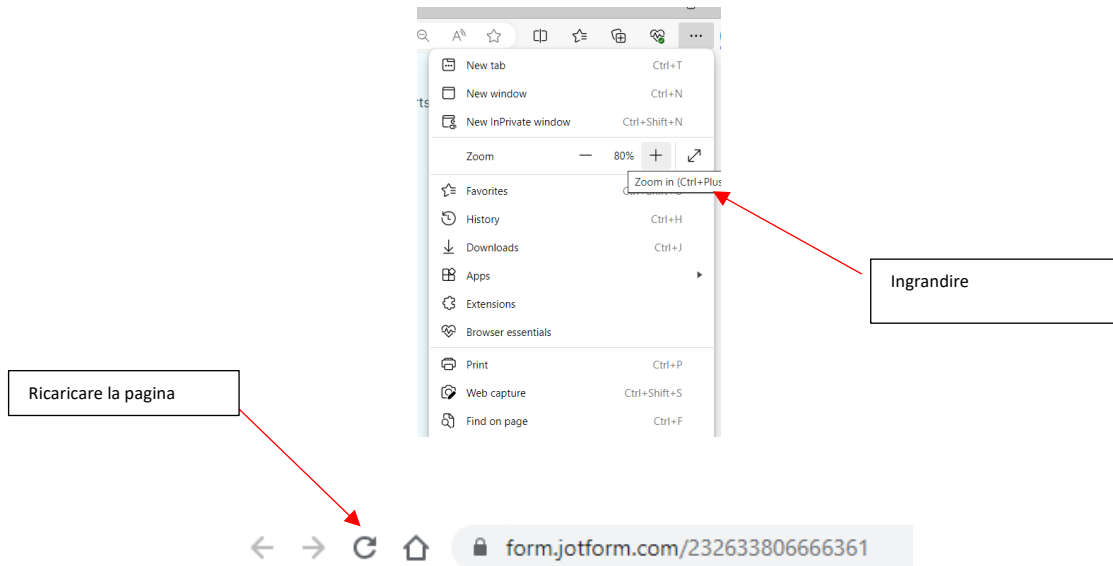 rts
New tab Ctrl+T
New window Ctrl+N
New InPrivate window Ctrl+Shift+N
Zoom 80%
Zoom in (Ctrl+Plus
Favorites
History Ctrl+H
Downloads Ctrl+J
Apps
Extensions
Browser essentials
Print Ctrl+P
Web capture Ctrl+Shift+S
Find on page Ctrl+F
Ingrandire
Ricaricare la pagina
form.jotform.com/232633806666361